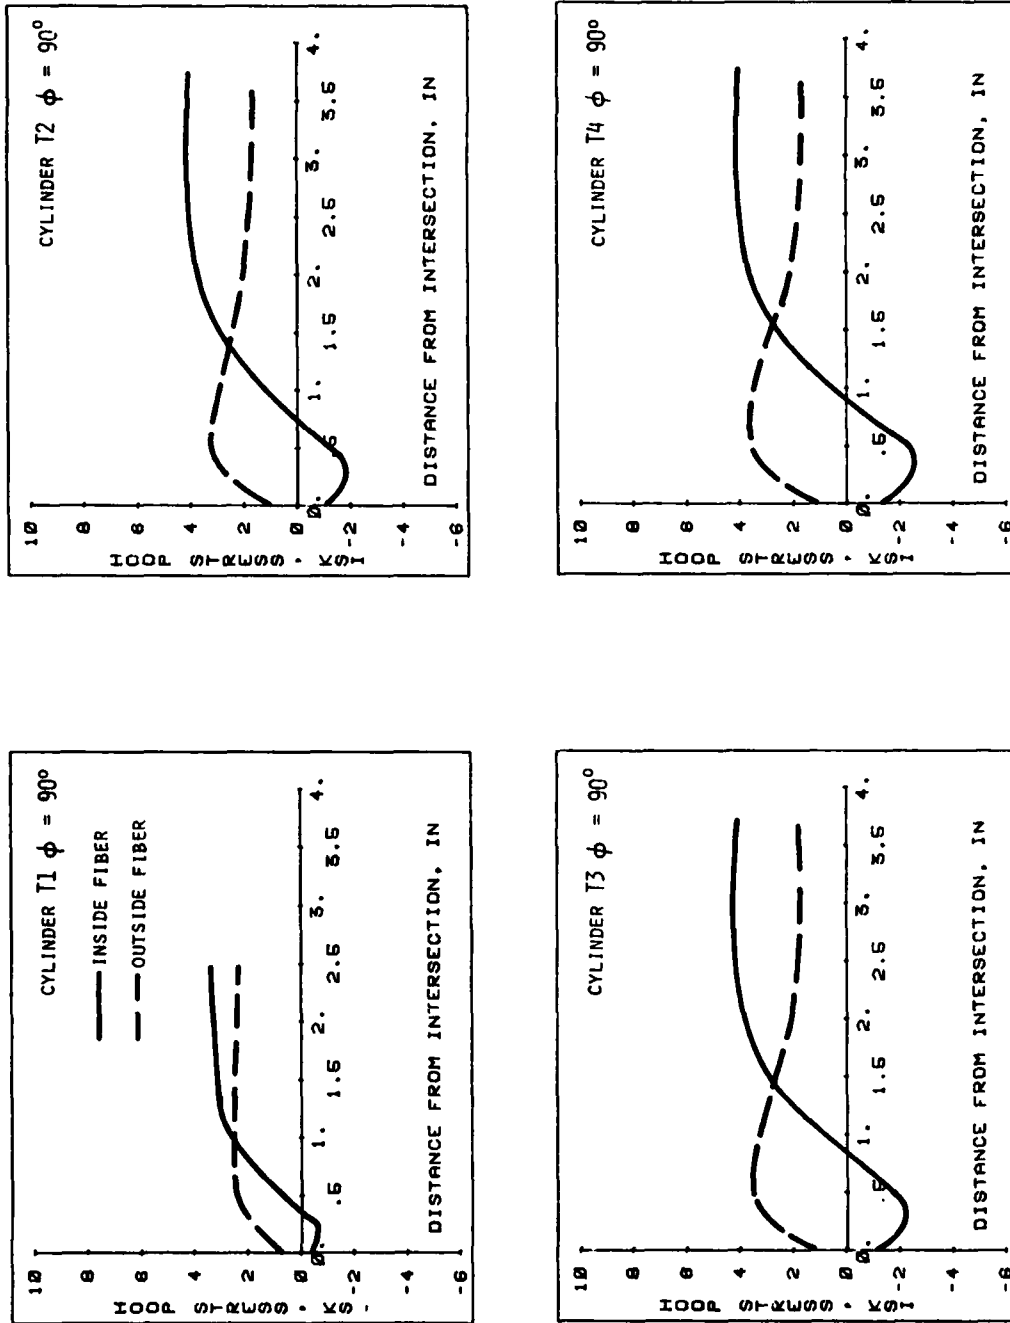 CYLINDER T1 ϕ = 90°
INSIDE FIBER
OUTSIDE FIBER
HOOP STRESS, KS
10
8
6
4
2
0
-2
-4
-6
0. .5 1. 1.5 2. 2.5 3. 3.5 4.
DISTANCE FROM INTERSECTION, IN
CYLINDER T2 ϕ = 90°
HOOP STRESS, KSI
10
8
6
4
2
0
-2
-4
-6
0. .5 1. 1.5 2. 2.5 3. 3.5 4.
DISTANCE FROM INTERSECTION, IN
CYLINDER T3 ϕ = 90°
HOOP STRESS, KSI
10
8
6
4
2
0
-2
-4
-6
0. .5 1. 1.5 2. 2.5 3. 3.5 4.
DISTANCE FROM INTERSECTION, IN
CYLINDER T4 ϕ = 90°
HOOP STRESS, KSI
10
8
6
4
2
0
-2
-4
-6
0. .5 1. 1.5 2. 2.5 3. 3.5 4.
DISTANCE FROM INTERSECTION, IN